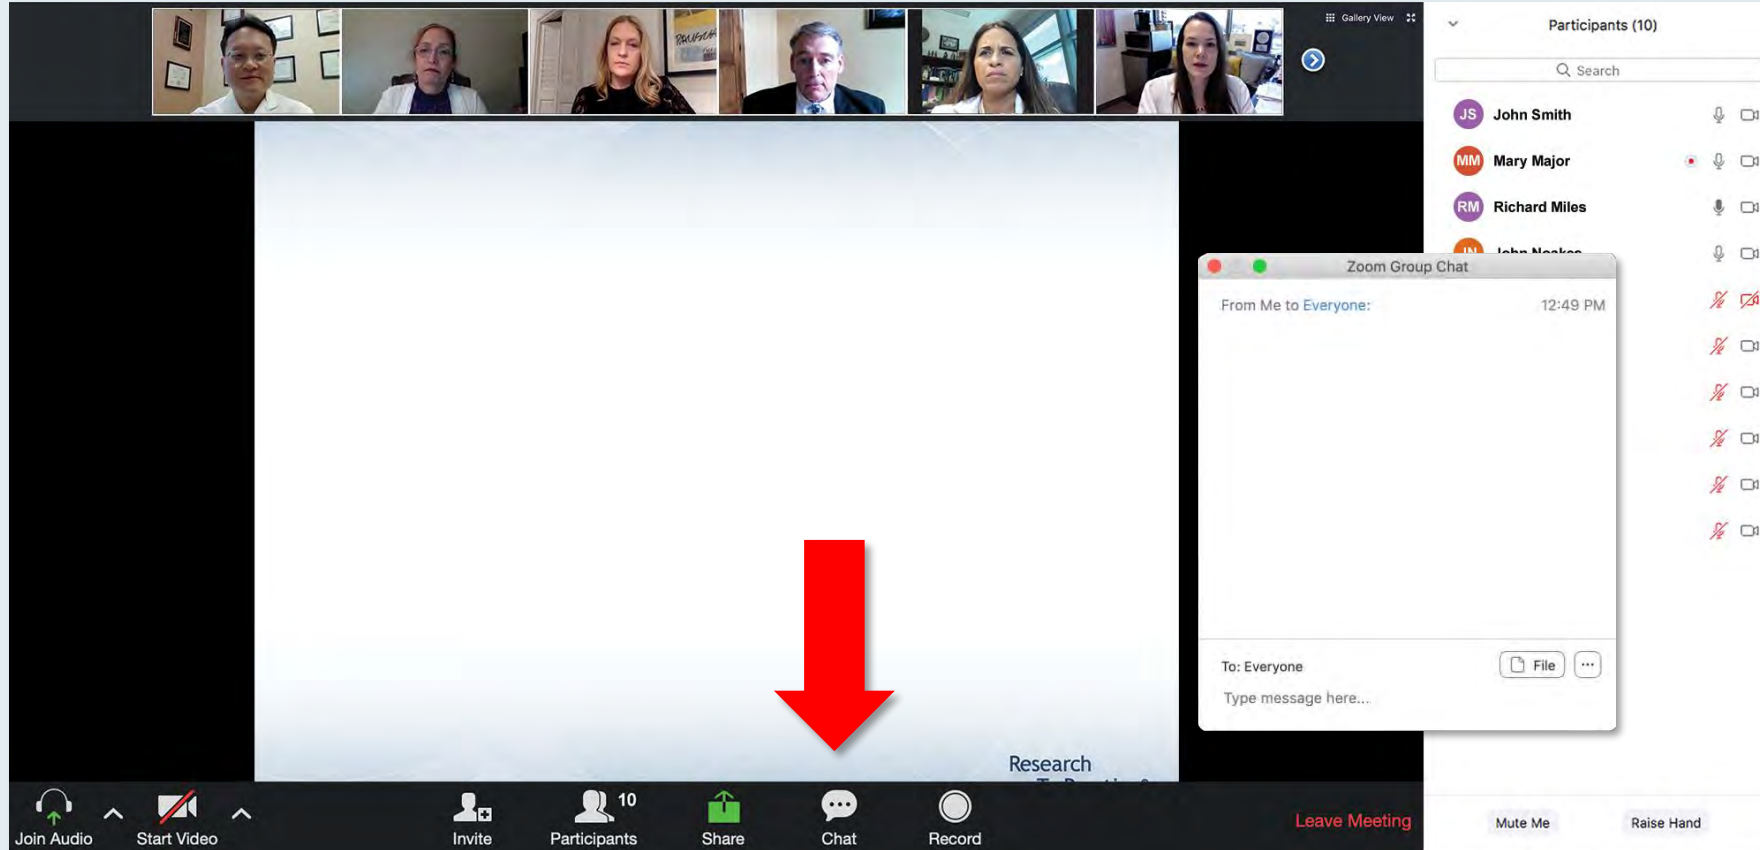 Gallery View
Participants (10)
Search
JS John Smith
MM Mary Major
RM Richard Miles
Zoom Group Chat
From Me to Everyone: 12:49 PM
To: Everyone
File
Type message here...
Research
Join Audio
Start Video
Invite
10
Participants
Share
Chat
Record
Leave Meeting
Mute Me
Raise Hand